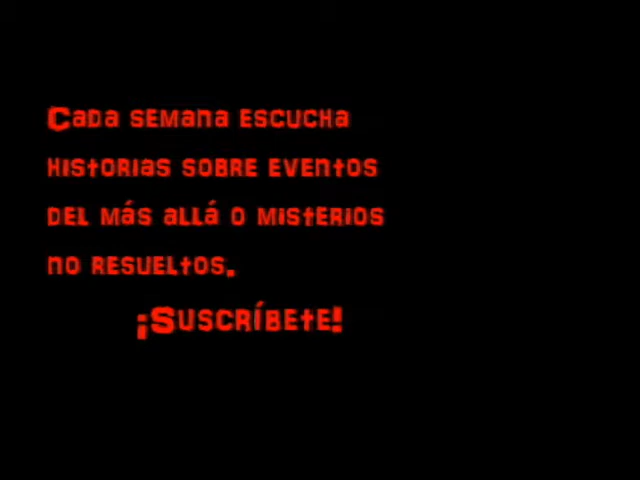 Cada semana escucha
historias sobre eventos
del más allá o misterios
no resueltos.
¡Suscríbete!